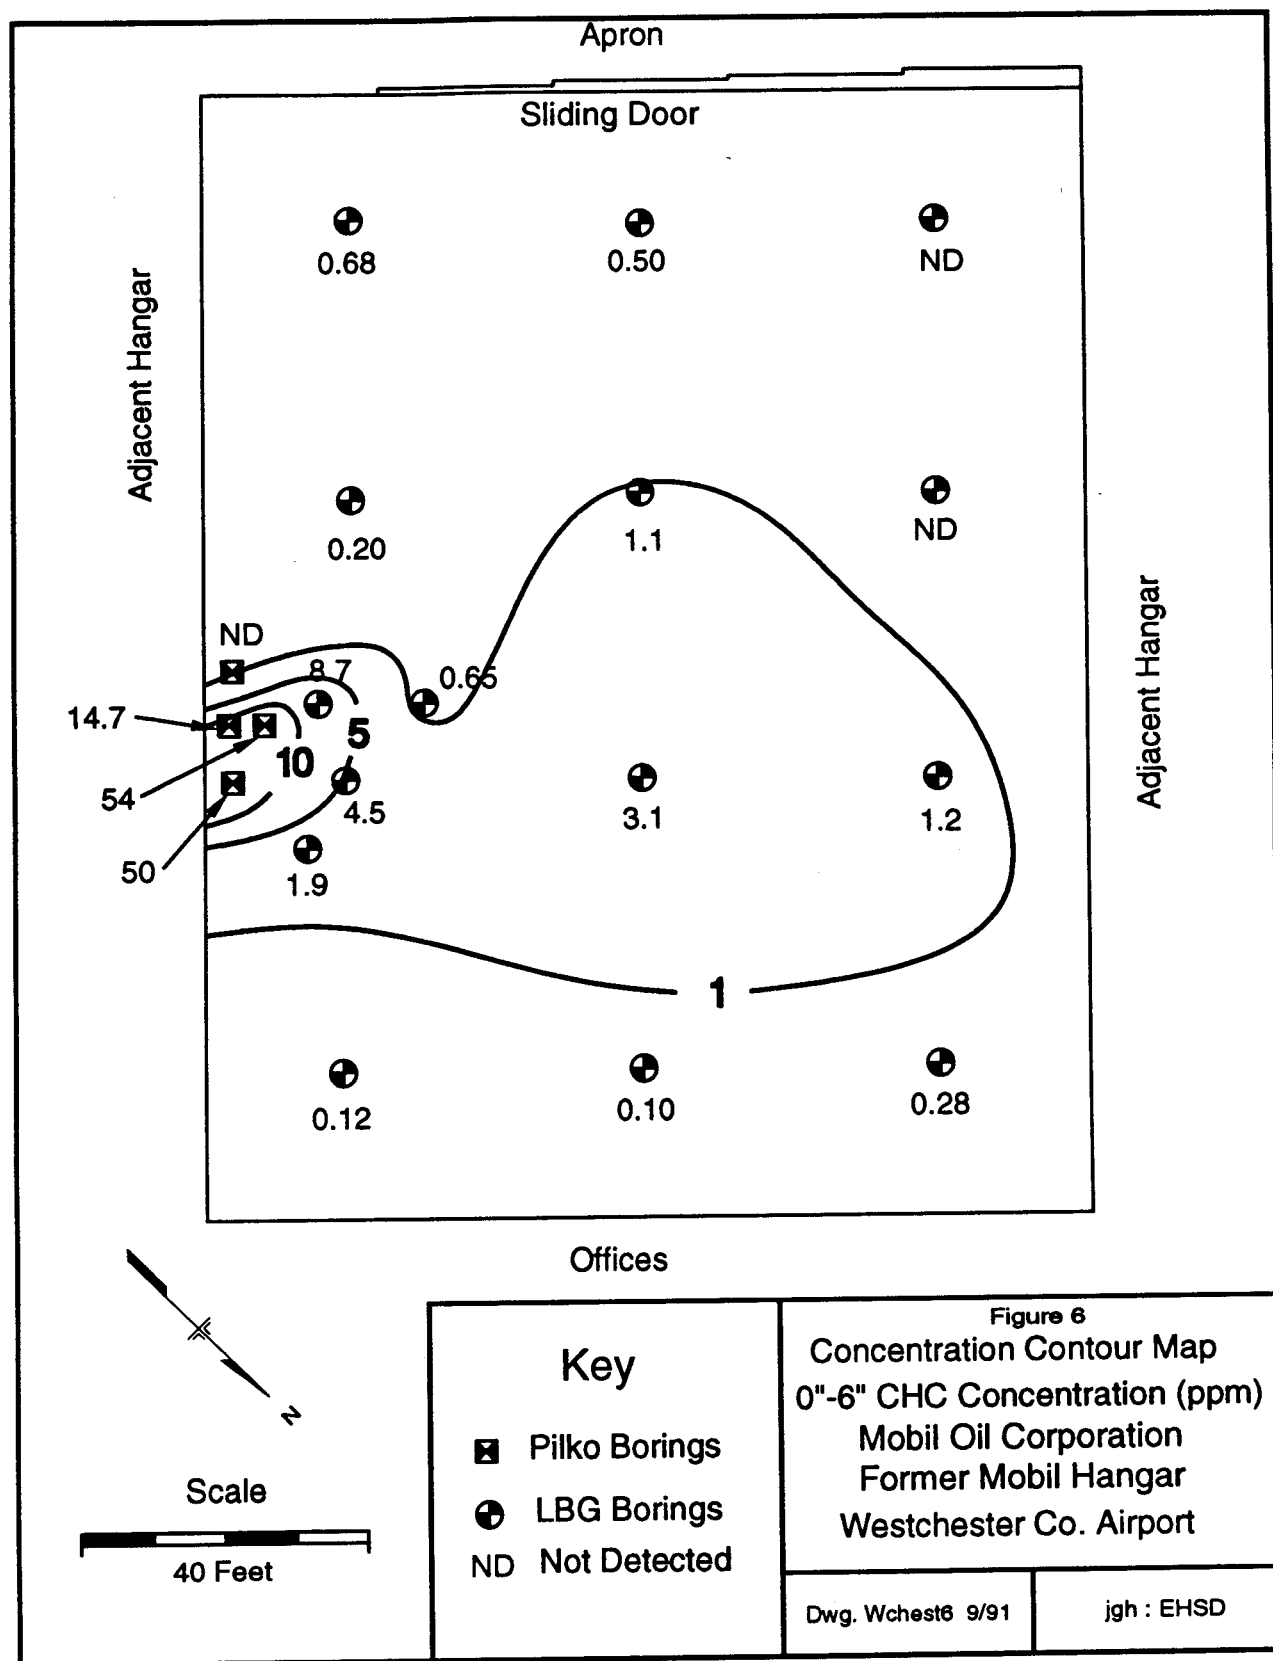 Apron
Sliding Door
0.68
0.50
ND
Adjacent Hangar
0.20
1.1
ND
Adjacent Hangar
ND
8.7
0.65
14.7
5
10
54
4.5
3.1
1.2
50
1.9
1
0.12
0.10
0.28
Offices
N
Scale
40 Feet
Key
Pilko Borings
LBG Borings
ND Not Detected
Figure 6
Concentration Contour Map
0"-6" CHC Concentration (ppm)
Mobil Oil Corporation
Former Mobil Hangar
Westchester Co. Airport
Dwg. Wchest6 9/91
jgh : EHSD